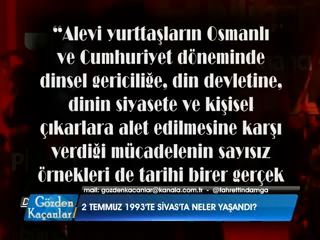 “Alevi yurttaşların Osmanlı
ve Cumhuriyet döneminde
dinsel gericiliğe, din devletine,
dinin siyasete ve kişisel
çıkarlara alet edilmesine karşı
verdiği mücadelenin sayısız
örnekleri de tarihi birer gerçek
mail: gozdenkacanlar@kanala.com.tr - @fahrettindamga
Gözden
Kaçanlar
2 TEMMUZ 1993'TE SİVAS'TA NELER YAŞANDI?